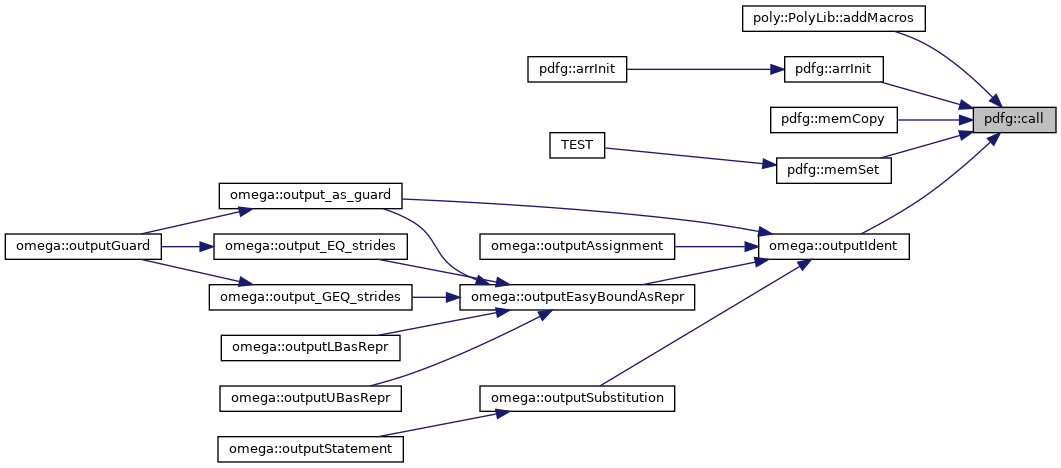 poly::PolyLib::addMacros
pdfg::arrInit
pdfg::arrInit
pdfg::call
pdfg::memCopy
TEST
pdfg::memSet
omega::output_as_guard
omega::outputGuard
omega::output_EQ_strides
omega::outputAssignment
omega::outputIdent
omega::output_GEQ_strides
omega::outputEasyBoundAsRepr
omega::outputLBasRepr
omega::outputUBasRepr
omega::outputSubstitution
omega::outputStatement